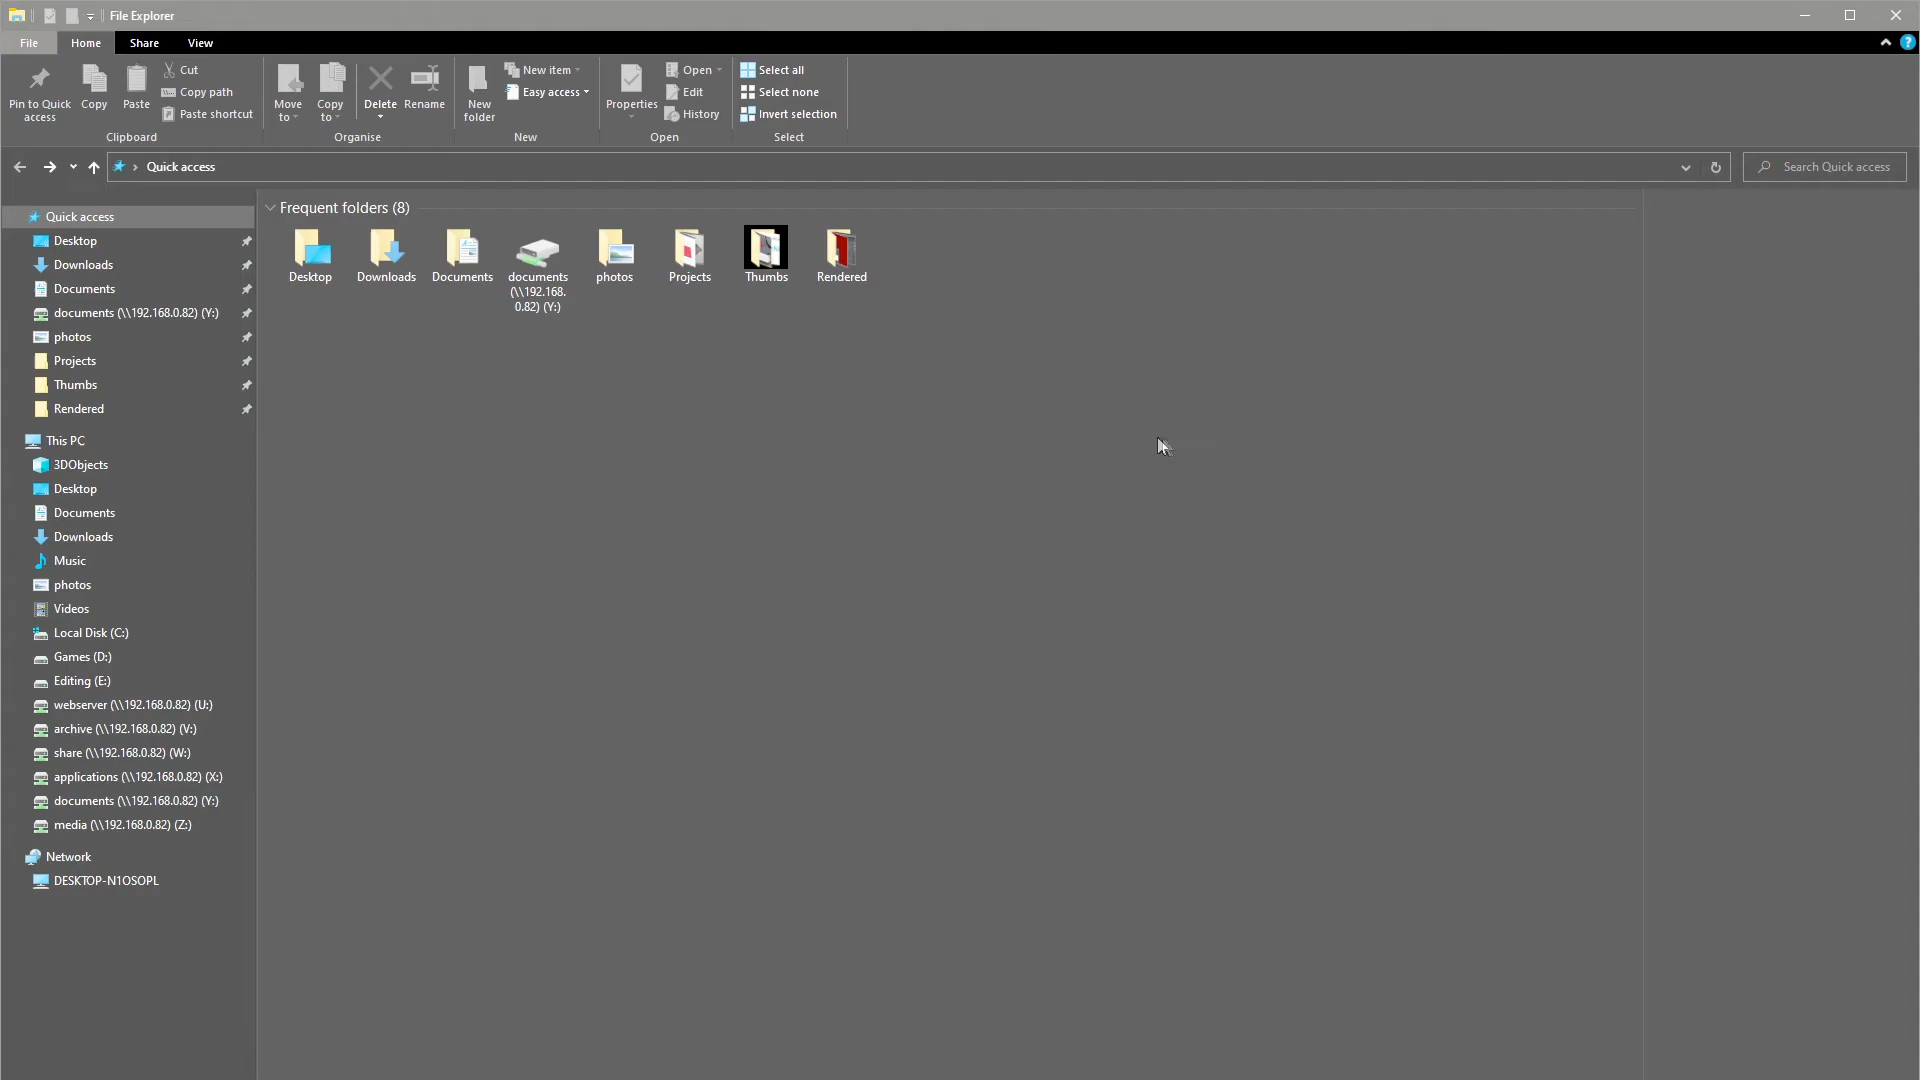 File Explorer
File
Home
Share
View
?
Pin to Quick
access
Copy
Paste
Cut
Copy path
Paste shortcut
Clipboard
Move
to
Copy
to
Delete
Rename
Organise
New
folder
New item
Easy access
New
Properties
Open
Edit
History
Open
Select all
Select none
Invert selection
Select
Quick access
Search Quick access
Quick access
Desktop
Downloads
Documents
documents (\\192.168.0.82) (Y:)
photos
Projects
Thumbs
Rendered
This PC
3DObjects
Desktop
Documents
Downloads
Music
photos
Videos
Local Disk (C:)
Games (D:)
Editing (E:)
webserver (\\192.168.0.82) (U:)
archive (\\192.168.0.82) (V:)
share (\\192.168.0.82) (W:)
applications (\\192.168.0.82) (X:)
documents (\\192.168.0.82) (Y:)
media (\\192.168.0.82) (Z:)
Network
DESKTOP-N1OSOPL
Frequent folders (8)
Desktop
Downloads
Documents
documents
(\\192.168.
0.82) (Y:)
photos
Projects
Thumbs
Rendered